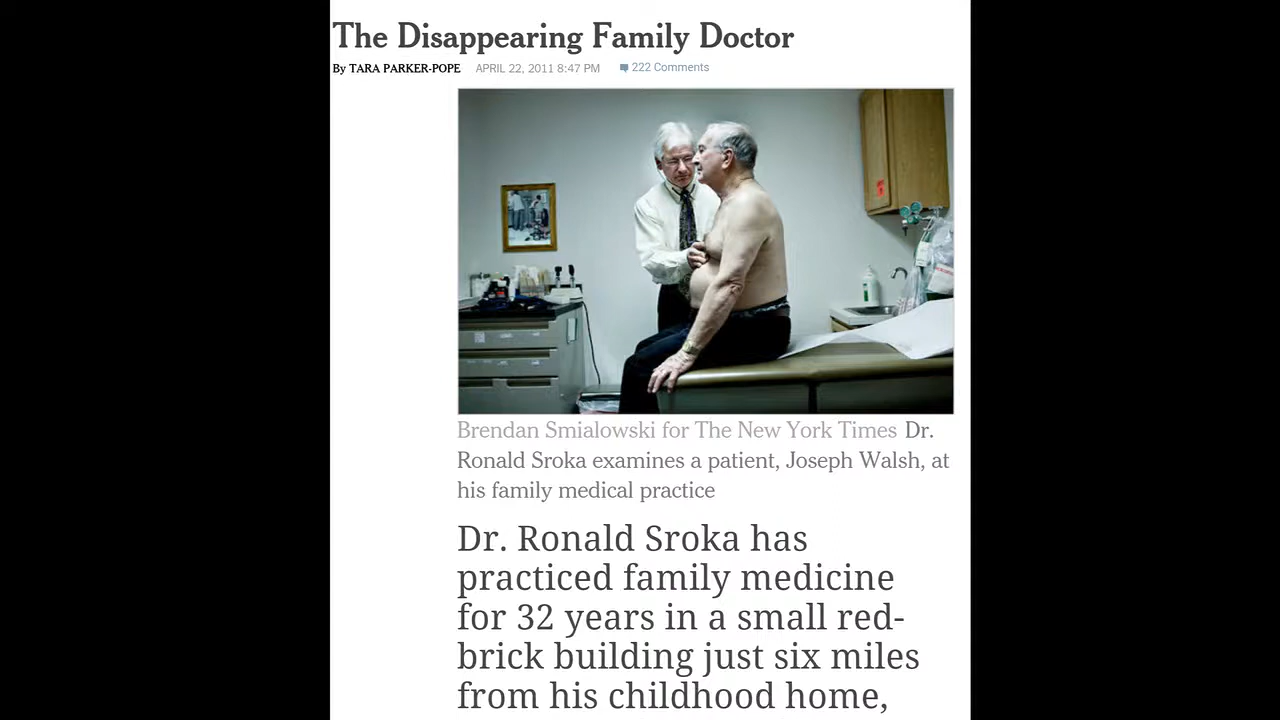 The Disappearing Family Doctor
By TARA PARKER-POPE APRIL 22, 2011 8:47 PM 222 Comments
Brendan Smialowski for The New York Times Dr.
Ronald Sroka examines a patient, Joseph Walsh, at
his family medical practice
Dr. Ronald Sroka has
practiced family medicine
for 32 years in a small red-
brick building just six miles
from his childhood home,